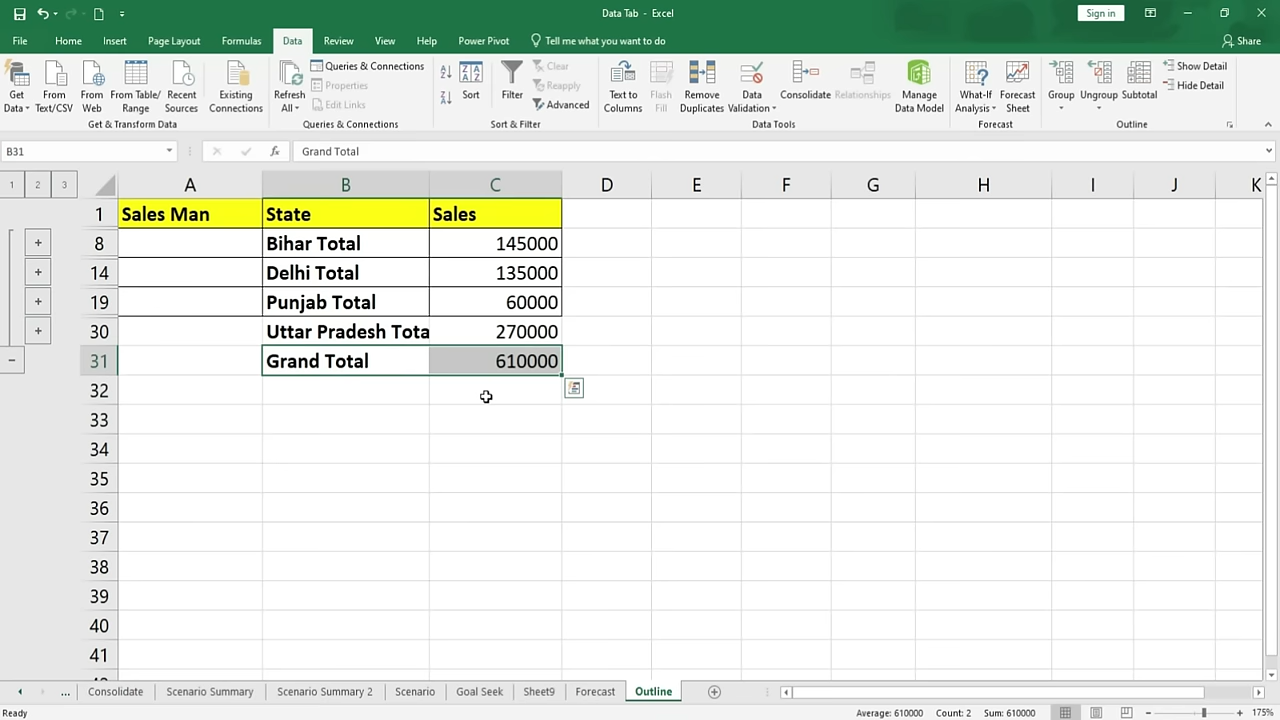 Data Tab - Excel
Sign in
File Home Insert Page Layout Formulas Data Review View Help Power Pivot Tell me what you want to do Share
Get Data
From Text/CSV
From Web
From Table/ Range
Recent Sources
Existing Connections
Get & Transform Data
Refresh All
Queries & Connections
Properties
Edit Links
Queries & Connections
Sort
Filter
Clear
Reapply
Advanced
Sort & Filter
Text to Columns
Flash Fill
Remove Duplicates
Data Validation
Consolidate
Relationships
Manage Data Model
Data Tools
What-If Analysis
Forecast Sheet
Forecast
Group
Ungroup
Subtotal
Show Detail
Hide Detail
Outline
B31 fx Grand Total
1 2 3 A B C D E F G H I J K
1 Sales Man State Sales
8 Bihar Total 145000
14 Delhi Total 135000
19 Punjab Total 60000
30 Uttar Pradesh Tota 270000
31 Grand Total 610000
32
33
34
35
36
37
38
39
40
41
... Consolidate Scenario Summary Scenario Summary 2 Scenario Goal Seek Sheet9 Forecast Outline
Ready Average: 610000 Count: 2 Sum: 610000 175%